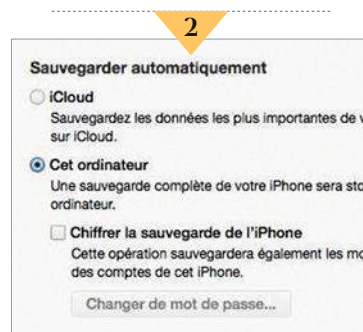 2
Sauvegarder automatiquement
iCloud
Sauvegardez les données les plus importantes de
sur iCloud.
Cet ordinateur
Une sauvegarde complète de votre iPhone sera
ordinateur.
Chiffrer la sauvegarde de l'iPhone
Cette opération sauvegardera également les
des comptes de cet iPhone.
Changer de mot de passe...